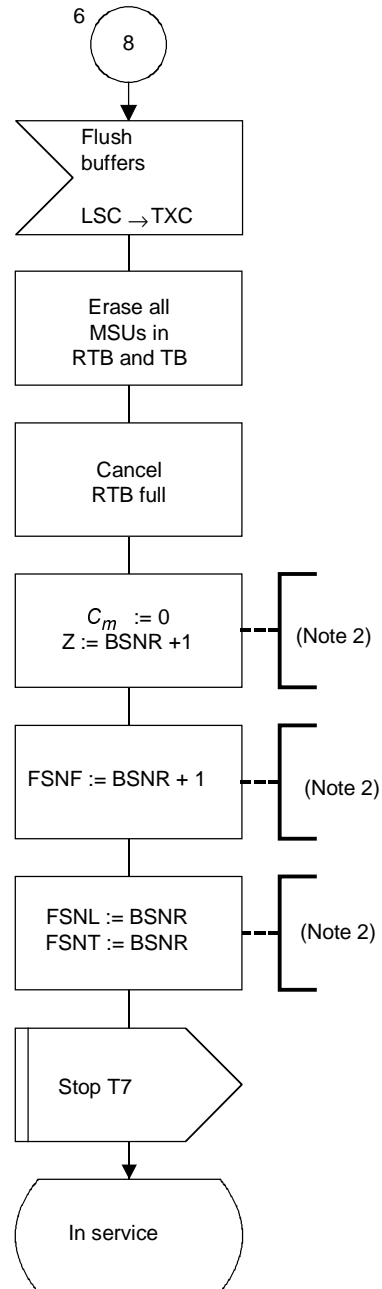 6
8
Flush
buffers
LSC → TXC
Erase all
MSUs in
RTB and TB
Cancel
RTB full
Cm := 0
Z := BSNR +1
(Note 2)
FSNF := BSNR + 1
(Note 2)
FSNL := BSNR
FSNT := BSNR
(Note 2)
Stop T7
In service